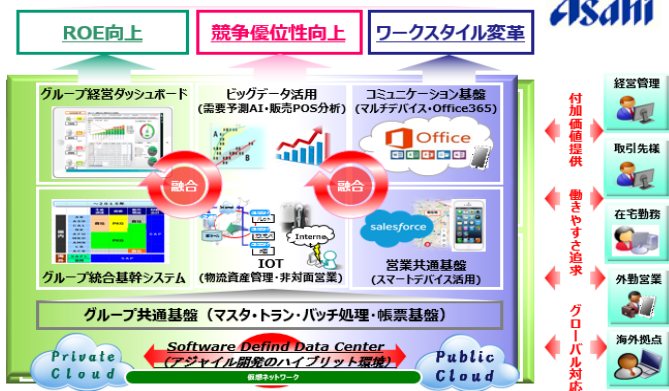 Asahi
ROE向上
競争優位性向上
ワークスタイル変革
グループ経営ダッシュボード
ビッグデータ活用
(需要予測AI・販売POS分析)
コミュニケーション基盤
(マルチデバイス・Office365)
A
B
Office
融合
融合
グループ統合基幹システム
Interne
IOT
(物流資産管理・非対面営業)
salesforce
営業共通基盤
(スマートデバイス活用)
グループ共通基盤(マスタ・トラン・バッチ処理・帳票基盤)
Private
Cloud
Software Defind Data Center
(アジャイル開発のハイブリット環境)
仮想ネットワーク
Public
Cloud
付加価値提供
働きやすさ追求
グローバル対応
経営管理
取引先様
在宅勤務
外勤営業
海外拠点